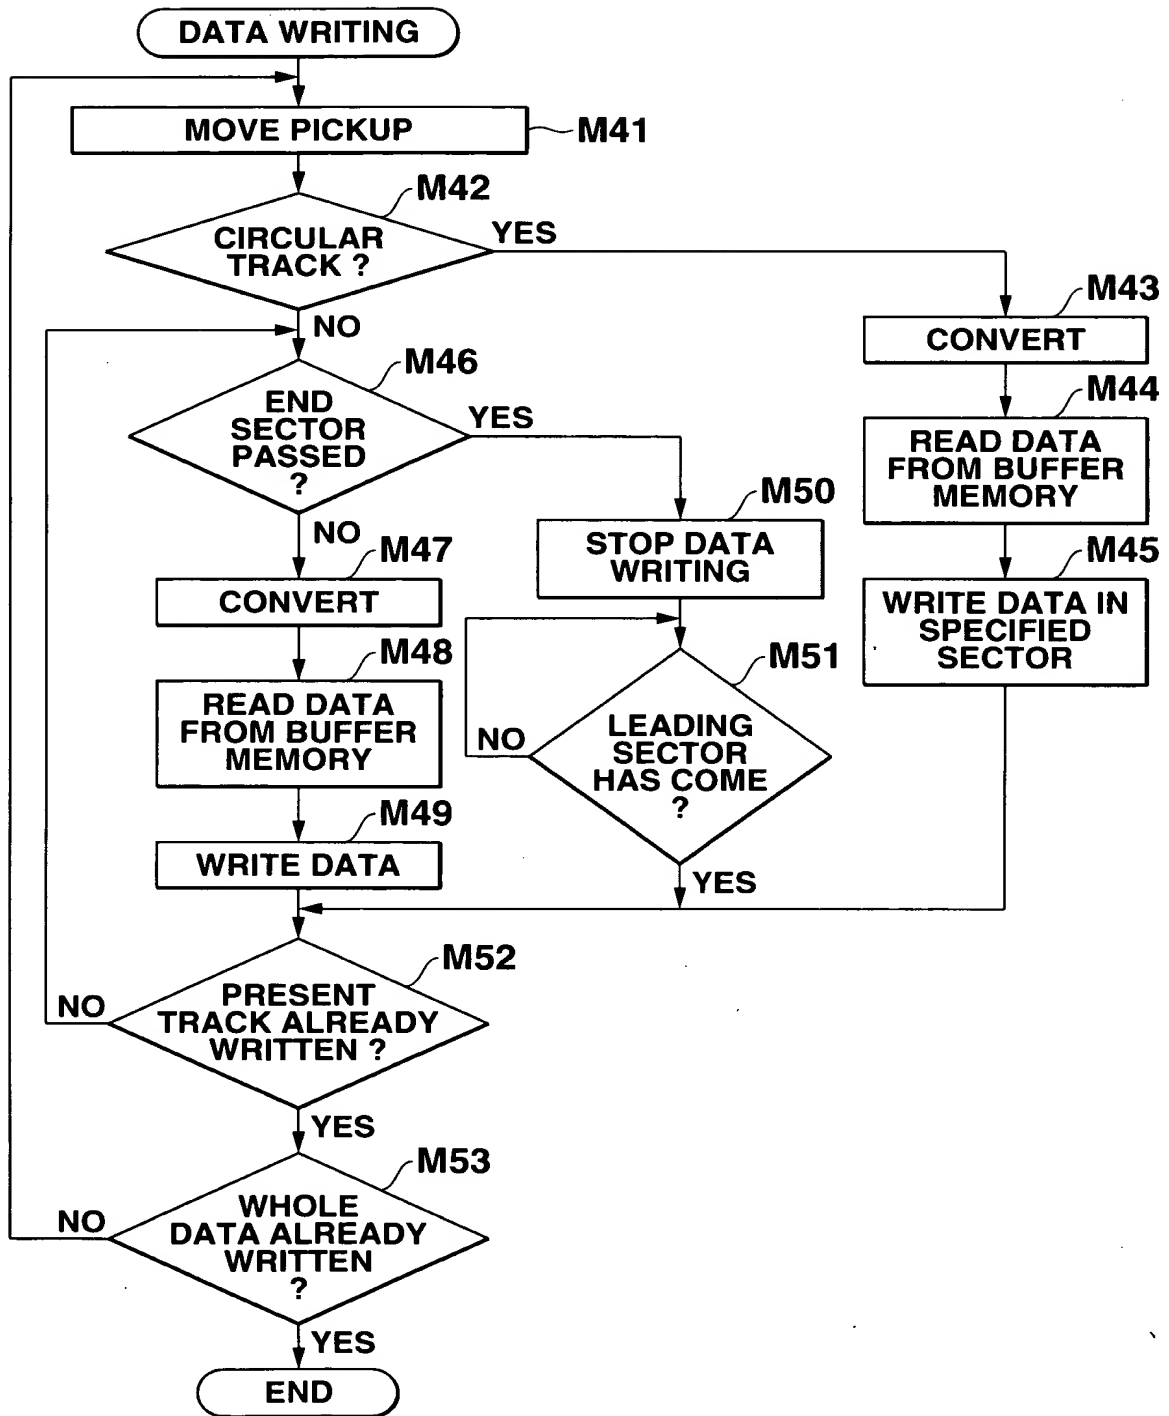 DATA WRITING
MOVE PICKUP
M41
M42
CIRCULAR
TRACK ?
YES
NO
M43
CONVERT
M44
READ DATA
FROM BUFFER
MEMORY
M45
WRITE DATA IN
SPECIFIED
SECTOR
M46
END
SECTOR
PASSED
?
YES
NO
M47
CONVERT
M48
READ DATA
FROM BUFFER
MEMORY
M49
WRITE DATA
M50
STOP DATA
WRITING
M51
LEADING
SECTOR
HAS COME
?
NO
YES
M52
PRESENT
TRACK ALREADY
WRITTEN ?
NO
YES
M53
WHOLE
DATA ALREADY
WRITTEN
?
NO
YES
END